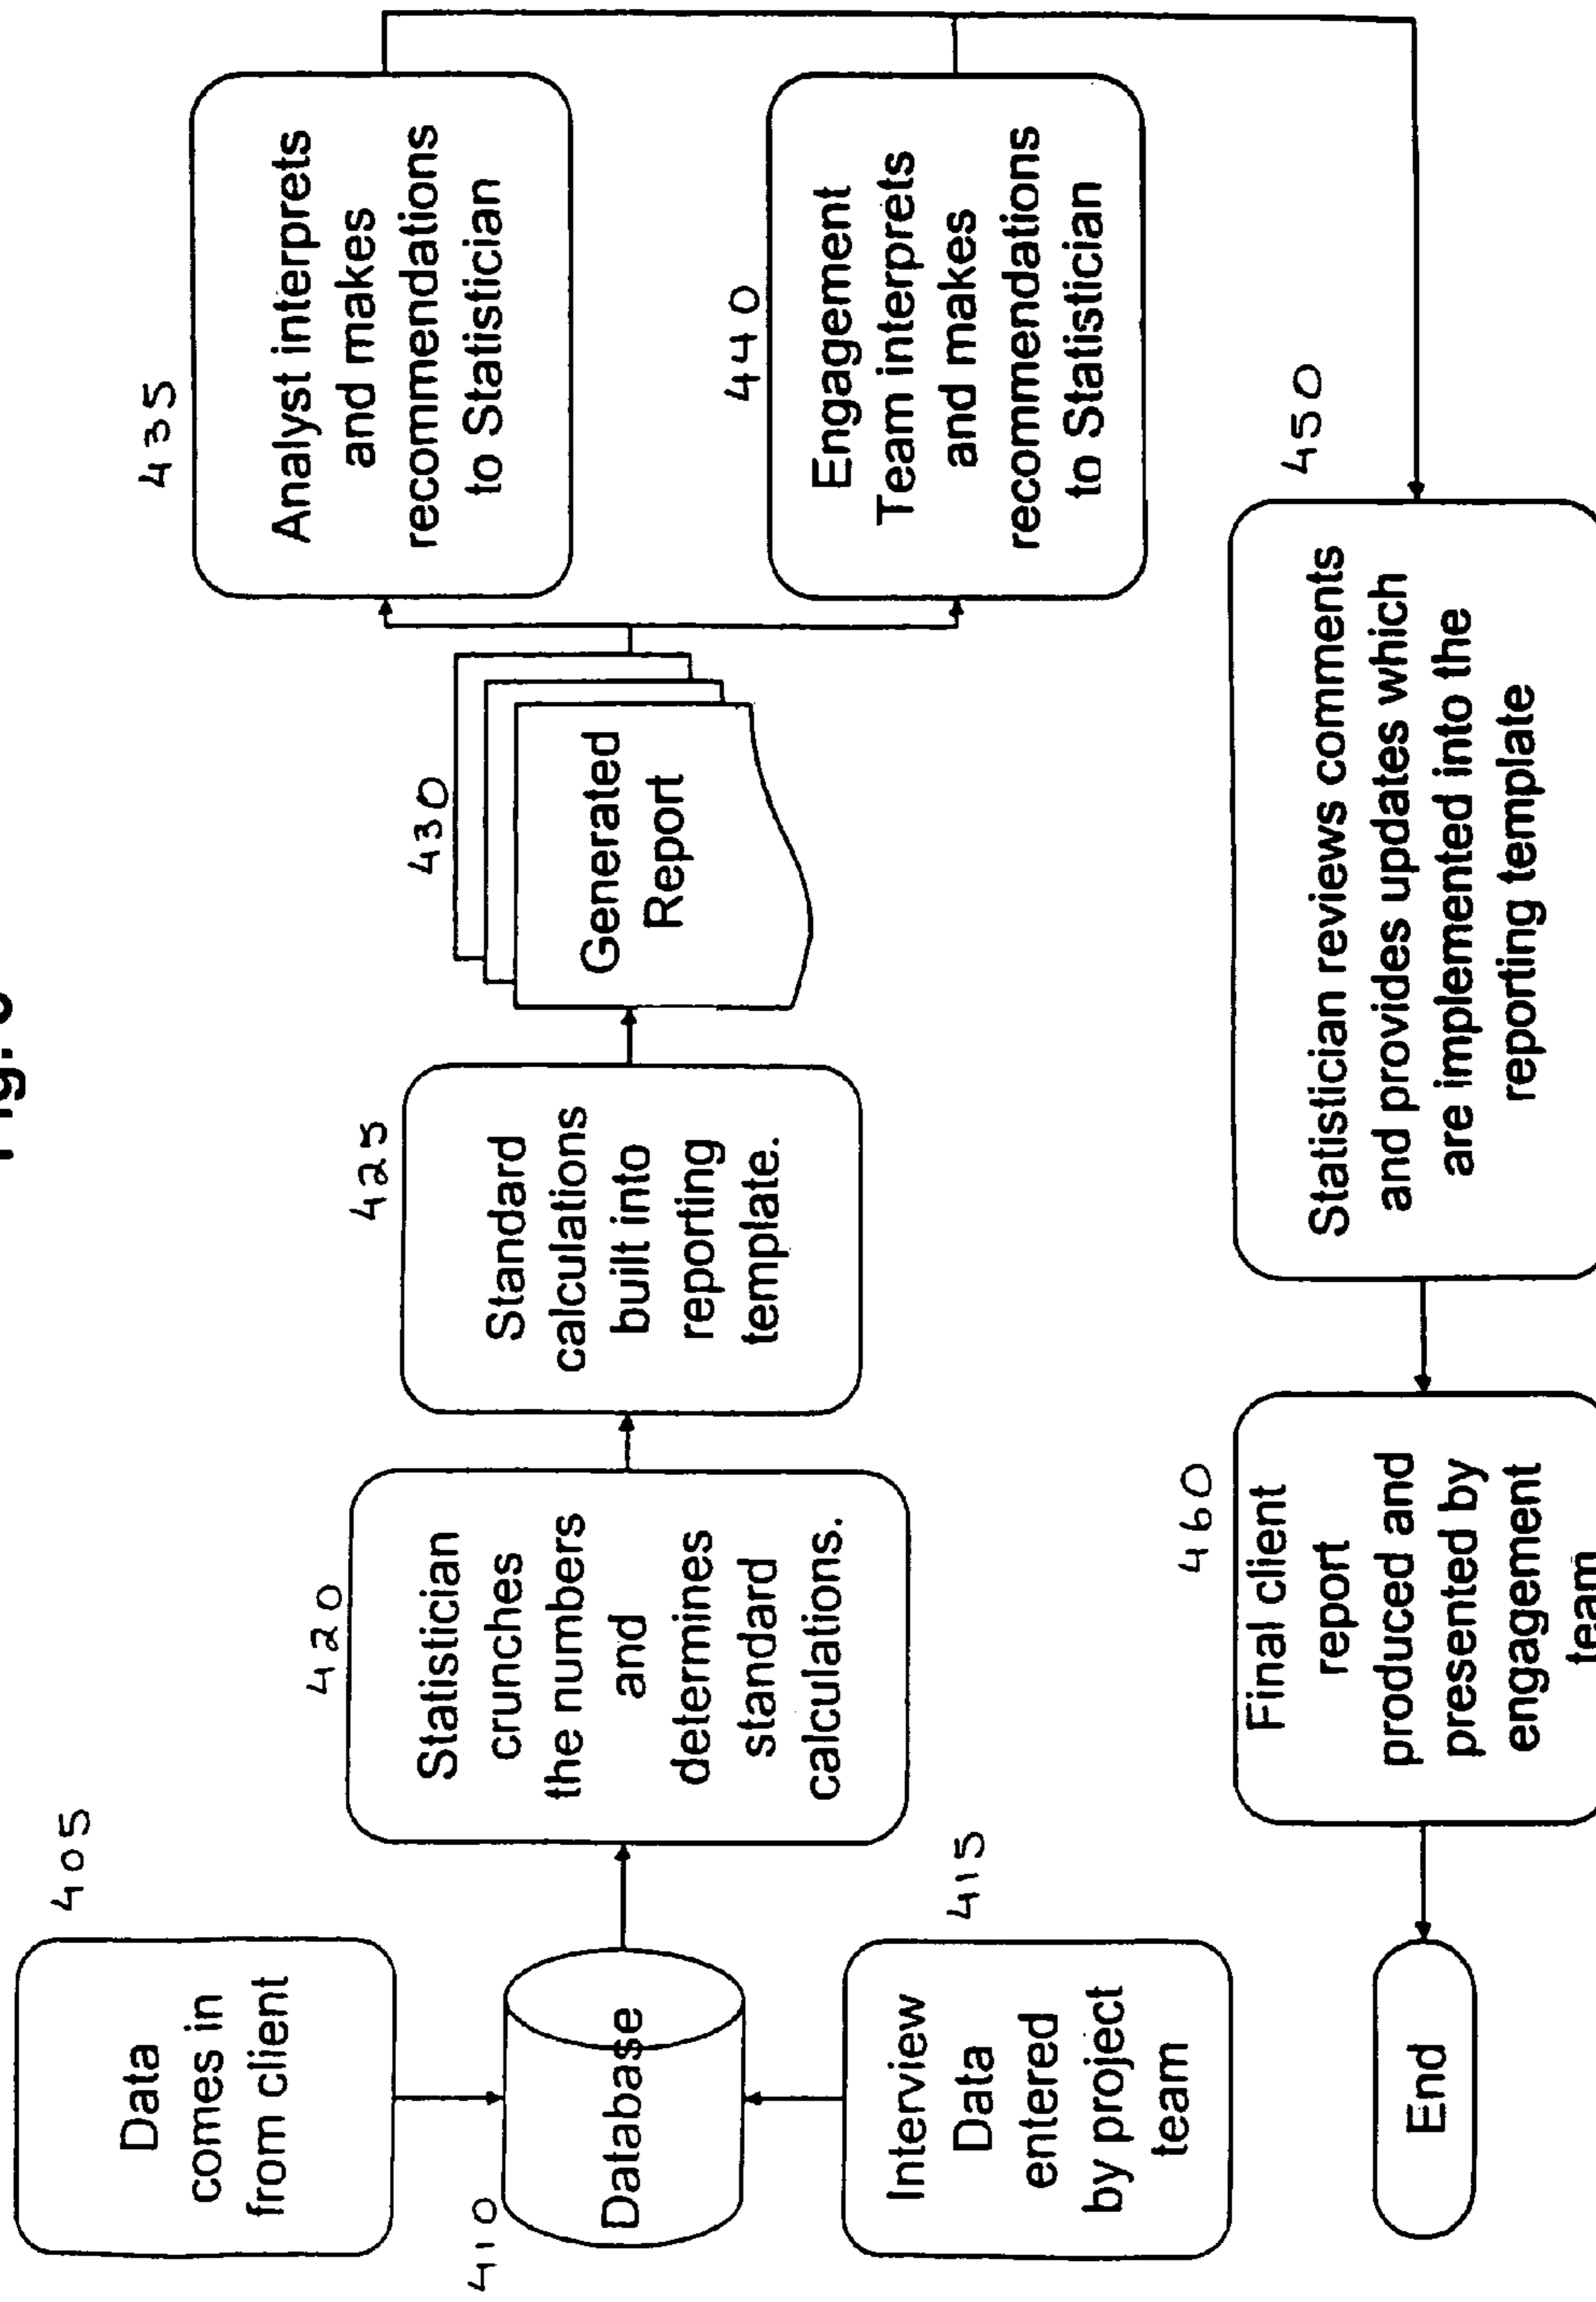 405
Data
comes in
from client
410
Database
415
Interview
Data
entered
by project
team
420
Statistician
crunches
the numbers
and
determines
standard
calculations.
425
Standard
calculations
built into
reporting
template.
430
Generated
Report
435
Analyst interprets
and makes
recommendations
to Statistician
440
Engagement
Team interprets
and makes
recommendations
to Statistician
450
Statistician reviews comments
and provides updates which
are implemented into the
reporting template
460
Final client
report
produced and
presented by
engagement
team
End